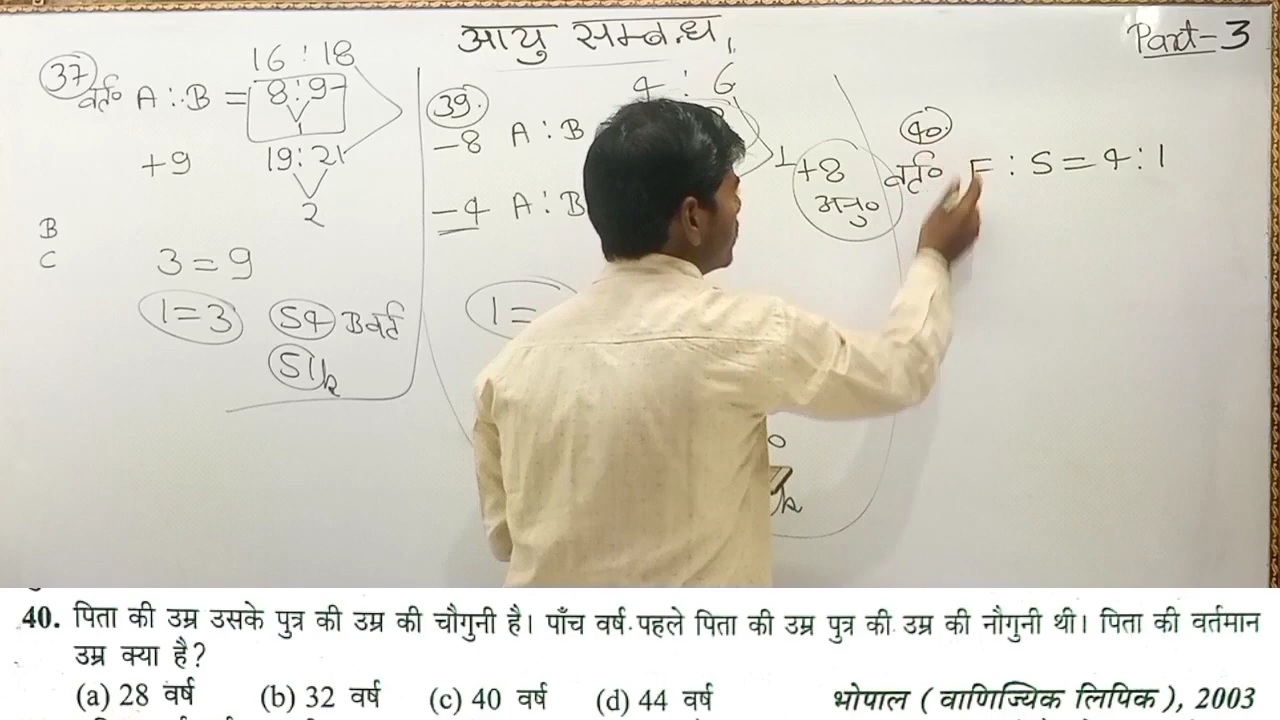 आयु सम्बन्ध,
Part-3
37
16 : 18
वर्त० A : B = 8 : 9
1
+9 19 : 21
2
B
C
3 = 9
1 = 3
54 B वर्त
51
39.
4 : 6
-8 A : B
-4 A : B
1 =
+8
अनु०
40.
वर्त० F : S = 4 : 1
40. पिता की उम्र उसके पुत्र की उम्र की चौगुनी है। पाँच वर्ष पहले पिता की उम्र पुत्र की उम्र की नौगुनी थी। पिता की वर्तमान
उम्र क्या है?
(a) 28 वर्ष (b) 32 वर्ष (c) 40 वर्ष (d) 44 वर्ष भोपाल (वाणिज्यिक लिपिक), 2003